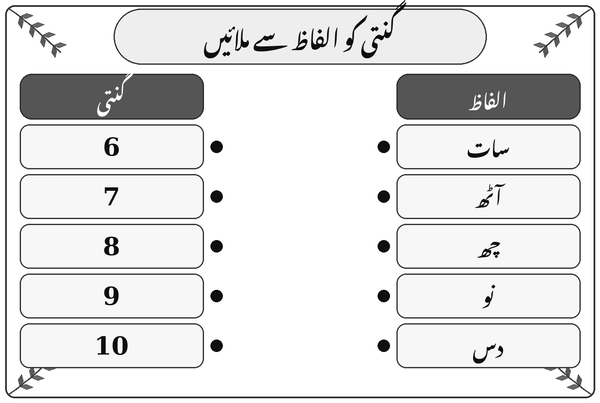 گنتی کو الفاظ سے ملائیں
الفاظ گنتی
سات 6
آٹھ 7
چھ 8
نو 9
دس 10